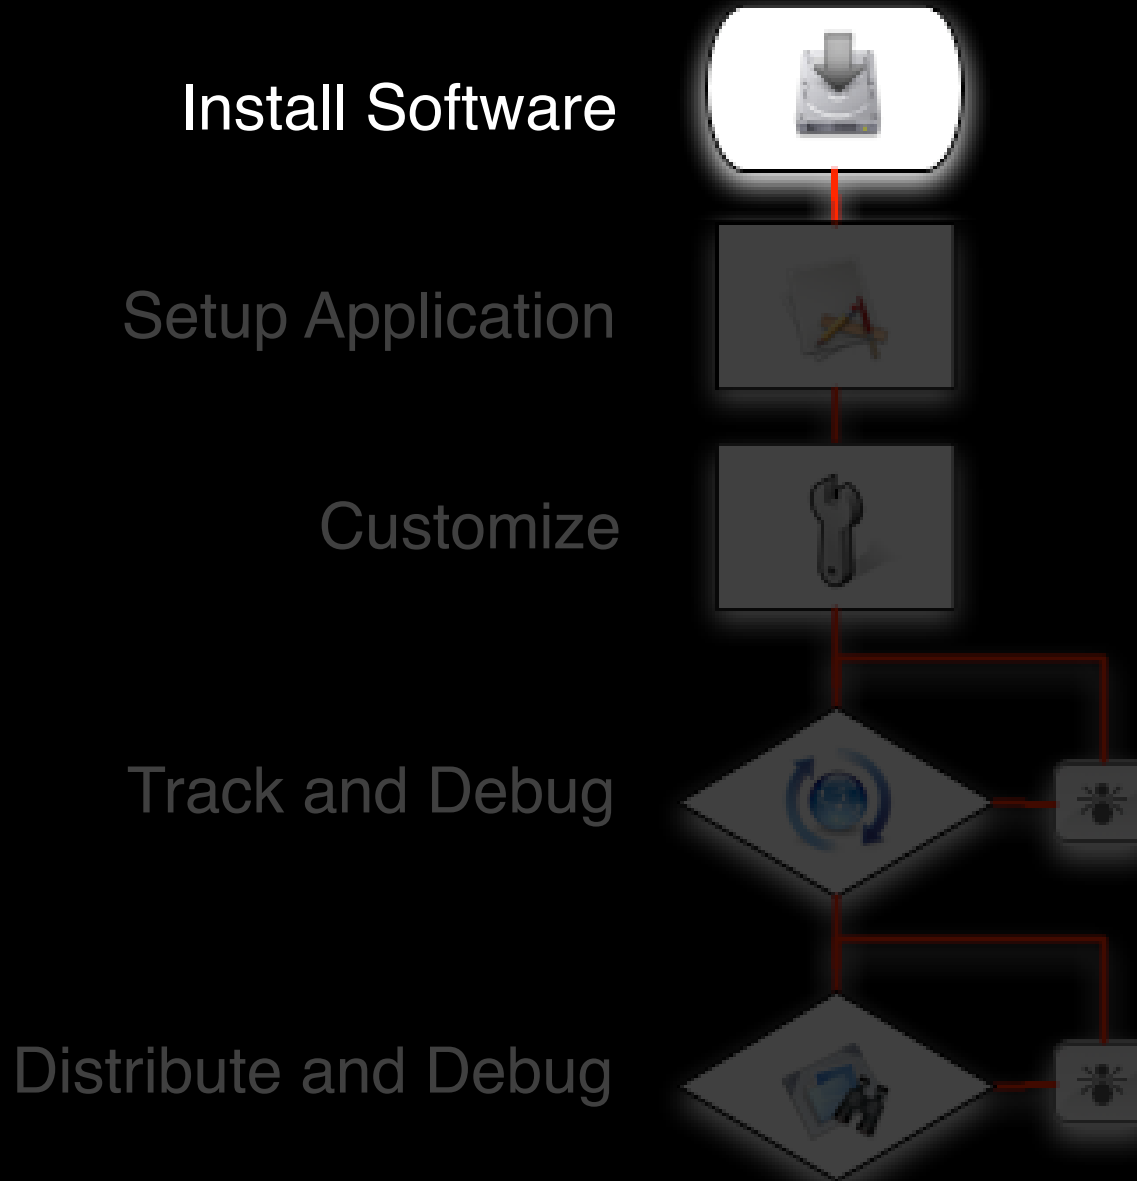 Install Software
Setup Application
Customize
Track and Debug
Distribute and Debug